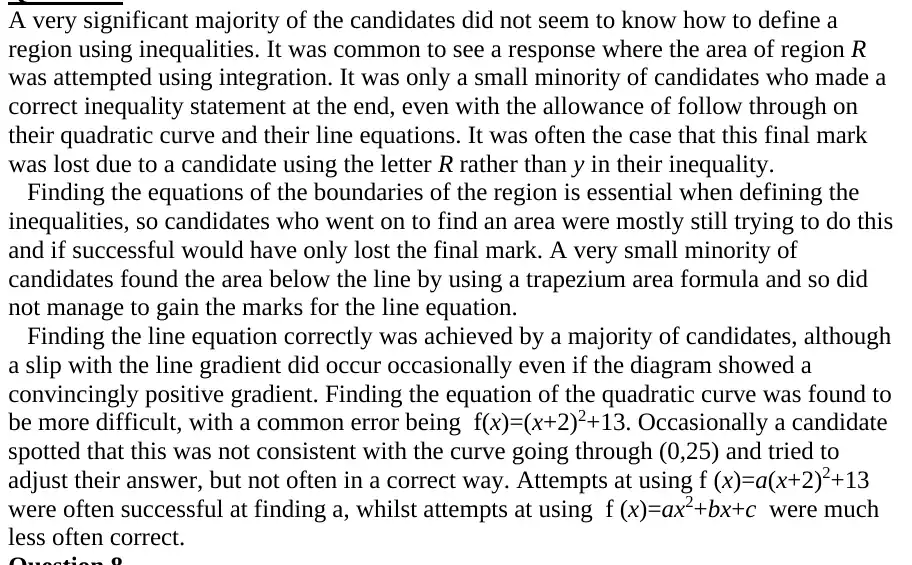 A very significant majority of the candidates did not seem to know how to define a
region using inequalities. It was common to see a response where the area of region R
was attempted using integration. It was only a small minority of candidates who made a
correct inequality statement at the end, even with the allowance of follow through on
their quadratic curve and their line equations. It was often the case that this final mark
was lost due to a candidate using the letter R rather than y in their inequality.
Finding the equations of the boundaries of the region is essential when defining the
inequalities, so candidates who went on to find an area were mostly still trying to do this
and if successful would have only lost the final mark. A very small minority of
candidates found the area below the line by using a trapezium area formula and so did
not manage to gain the marks for the line equation.
Finding the line equation correctly was achieved by a majority of candidates, although
a slip with the line gradient did occur occasionally even if the diagram showed a
convincingly positive gradient. Finding the equation of the quadratic curve was found to
be more difficult, with a common error being f(x)=(x+2)²+13. Occasionally a candidate
spotted that this was not consistent with the curve going through (0,25) and tried to
adjust their answer, but not often in a correct way. Attempts at using f (x)=a(x+2)²+13
were often successful at finding a, whilst attempts at using f (x)=ax²+bx+c were much
less often correct.
Question 8